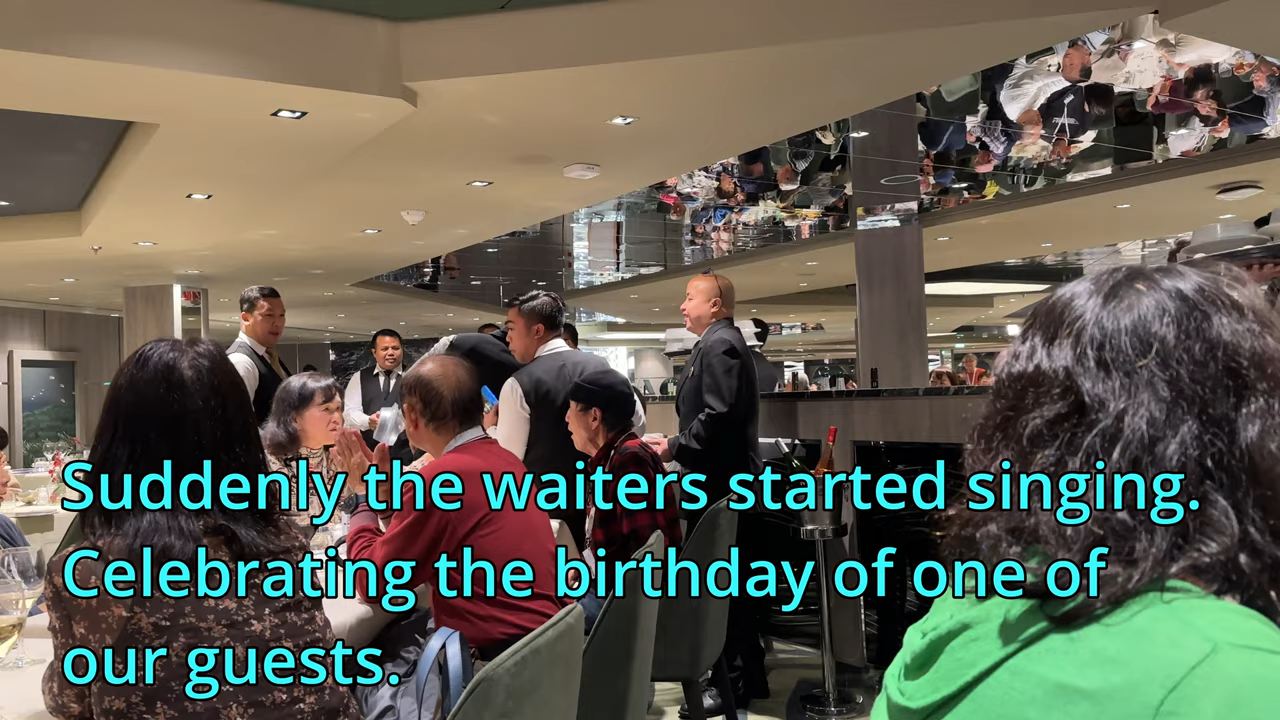 Suddenly the waiters started singing.
Celebrating the birthday of one of
our guests.